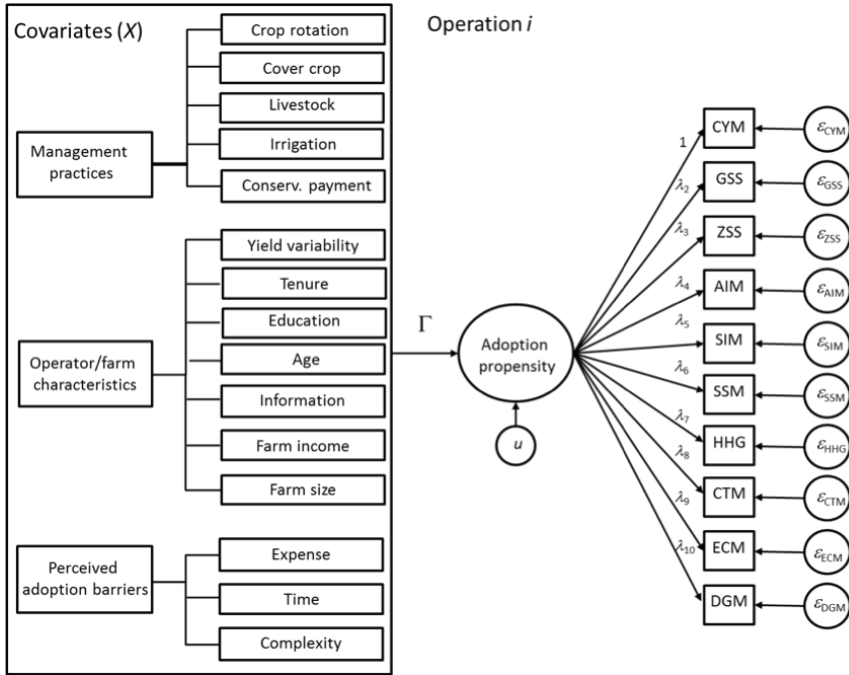 Covariates (X)
Operation i
Crop rotation
Cover crop
Livestock
Irrigation
Conserv. payment
Management
practices
Yield variability
Tenure
Education
Age
Information
Farm income
Farm size
Operator/farm
characteristics
Expense
Time
Complexity
Perceived
adoption barriers
Γ
Adoption
propensity
u
1
λ2
λ3
λ4
λ5
λ6
λ7
λ8
λ9
λ10
CYM
GSS
ZSS
AIM
SIM
SSM
HHG
CTM
ECM
DGM
εCYM
εGSS
εZSS
εAIM
εSIM
εSSM
εHHG
εCTM
εECM
εDGM